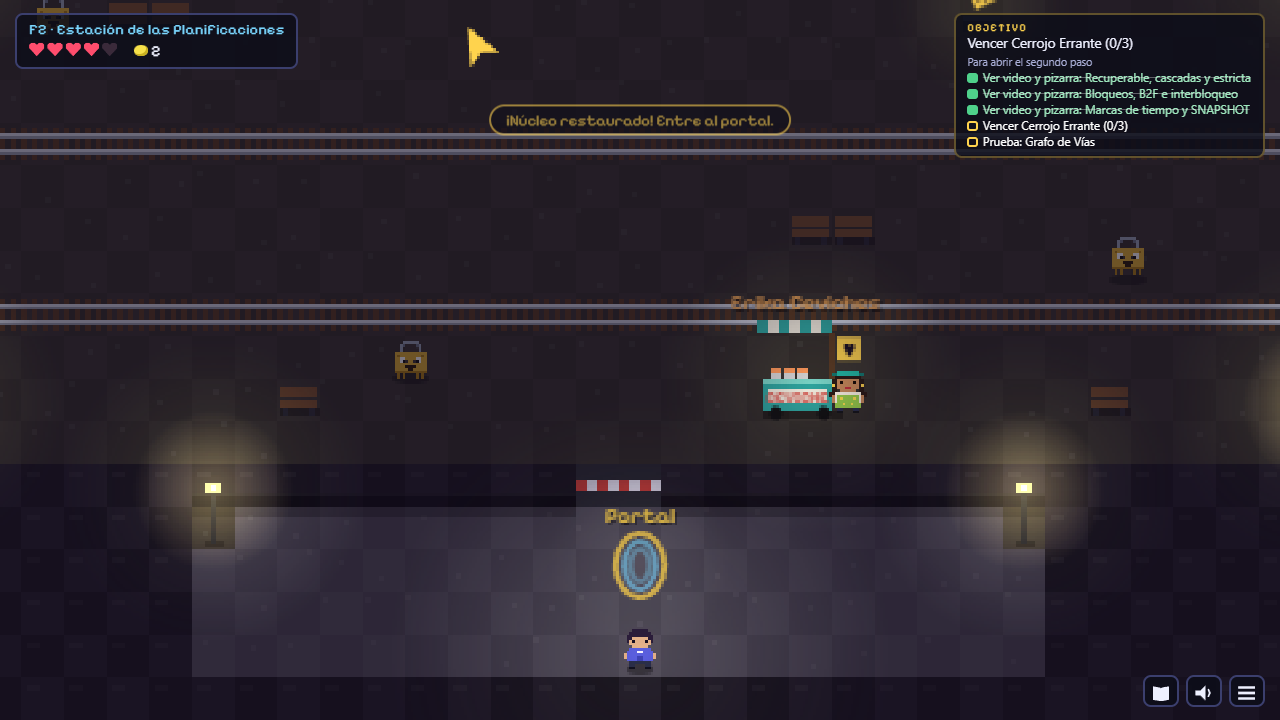 F2 · Estación de las Planificaciones
2
OBJETIVO
Vencer Cerrojo Errante (0/3)
Para abrir el segundo paso
Ver video y pizarra: Recuperable, cascadas y estricta
Ver video y pizarra: Bloqueos, B2F e interbloqueo
Ver video y pizarra: Marcas de tiempo y SNAPSHOT
Vencer Cerrojo Errante (0/3)
Prueba: Grafo de Vías
¡Núcleo restaurado! Entre al portal.
Erika Ceviches
Portal